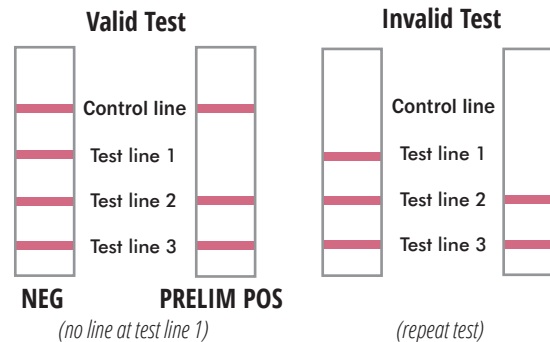 Valid Test
Invalid Test
Control line
Test line 1
Test line 2
Test line 3
NEG
PRELIM POS
(no line at test line 1)
Control line
Test line 1
Test line 2
Test line 3
(repeat test)